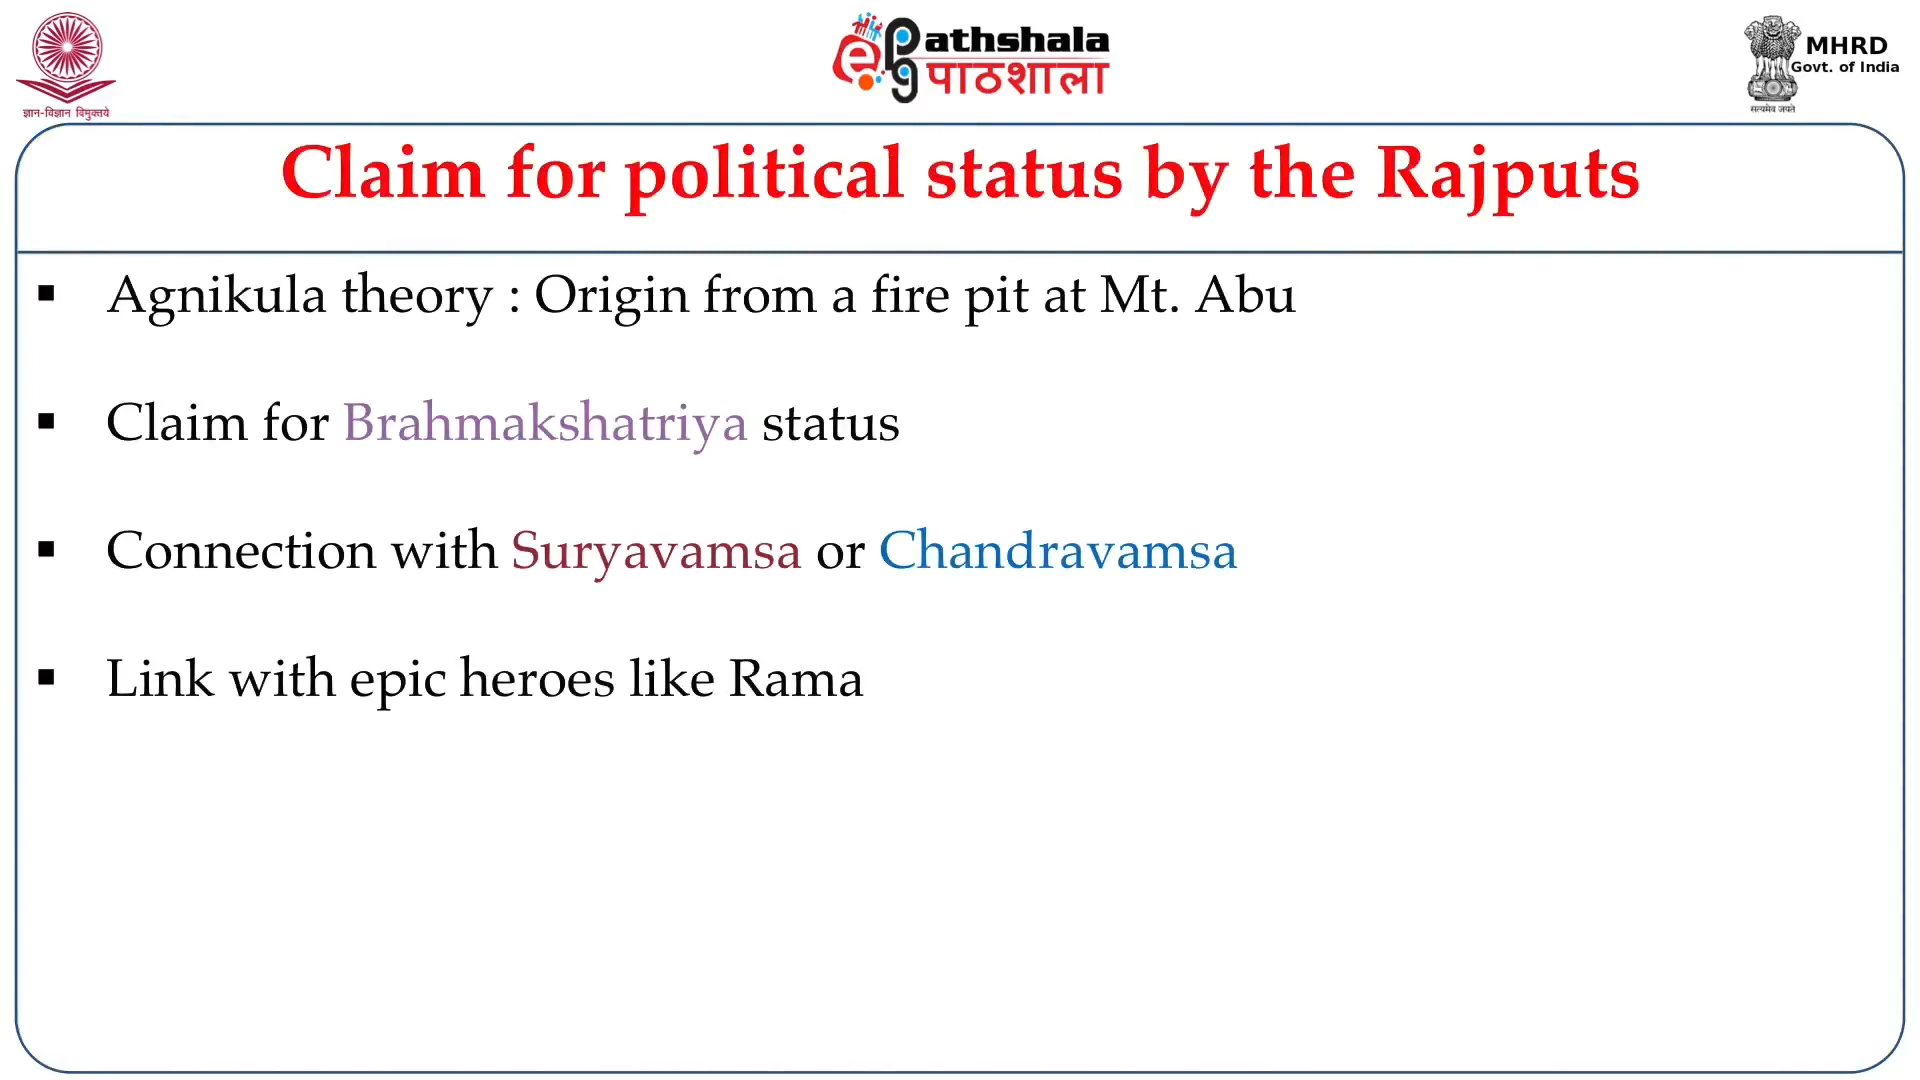 ज्ञान-विज्ञान विमुक्तये
e Pathshala
पाठशाला
MHRD
Govt. of India
सत्यमेव जयते
Claim for political status by the Rajputs
▪ Agnikula theory : Origin from a fire pit at Mt. Abu
▪ Claim for Brahmakshatriya status
▪ Connection with Suryavamsa or Chandravamsa
▪ Link with epic heroes like Rama